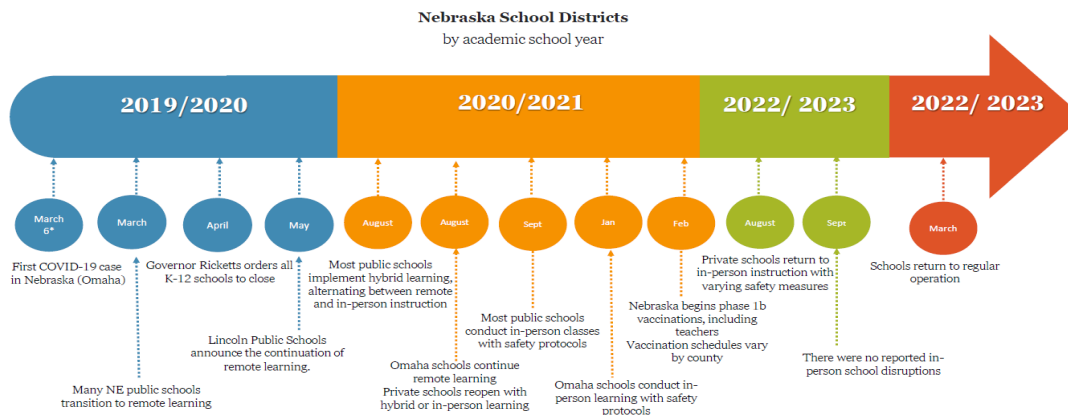 Nebraska School Districts
by academic school year
2019/2020
2020/2021
2022/ 2023
2022/ 2023
March
6*
March
April
May
August
August
Sept
Jan
Feb
August
Sept
March
First COVID-19 case
in Nebraska (Omaha)
Many NE public schools
transition to remote learning
Governor Ricketts orders all
K-12 schools to close
Lincoln Public Schools
announce the continuation of
remote learning.
Most public schools
implement hybrid learning,
alternating between remote
and in-person instruction
Omaha schools continue
remote learning
Private schools reopen with
hybrid or in-person learning
Most public schools
conduct in-person classes
with safety protocols
Omaha schools conduct in-
person learning with safety
protocols
Nebraska begins phase 1b
vaccinations, including
teachers
Vaccination schedules vary
by county
Private schools return to
in-person instruction with
varying safety measures
There were no reported in-
person school disruptions
Schools return to regular
operation